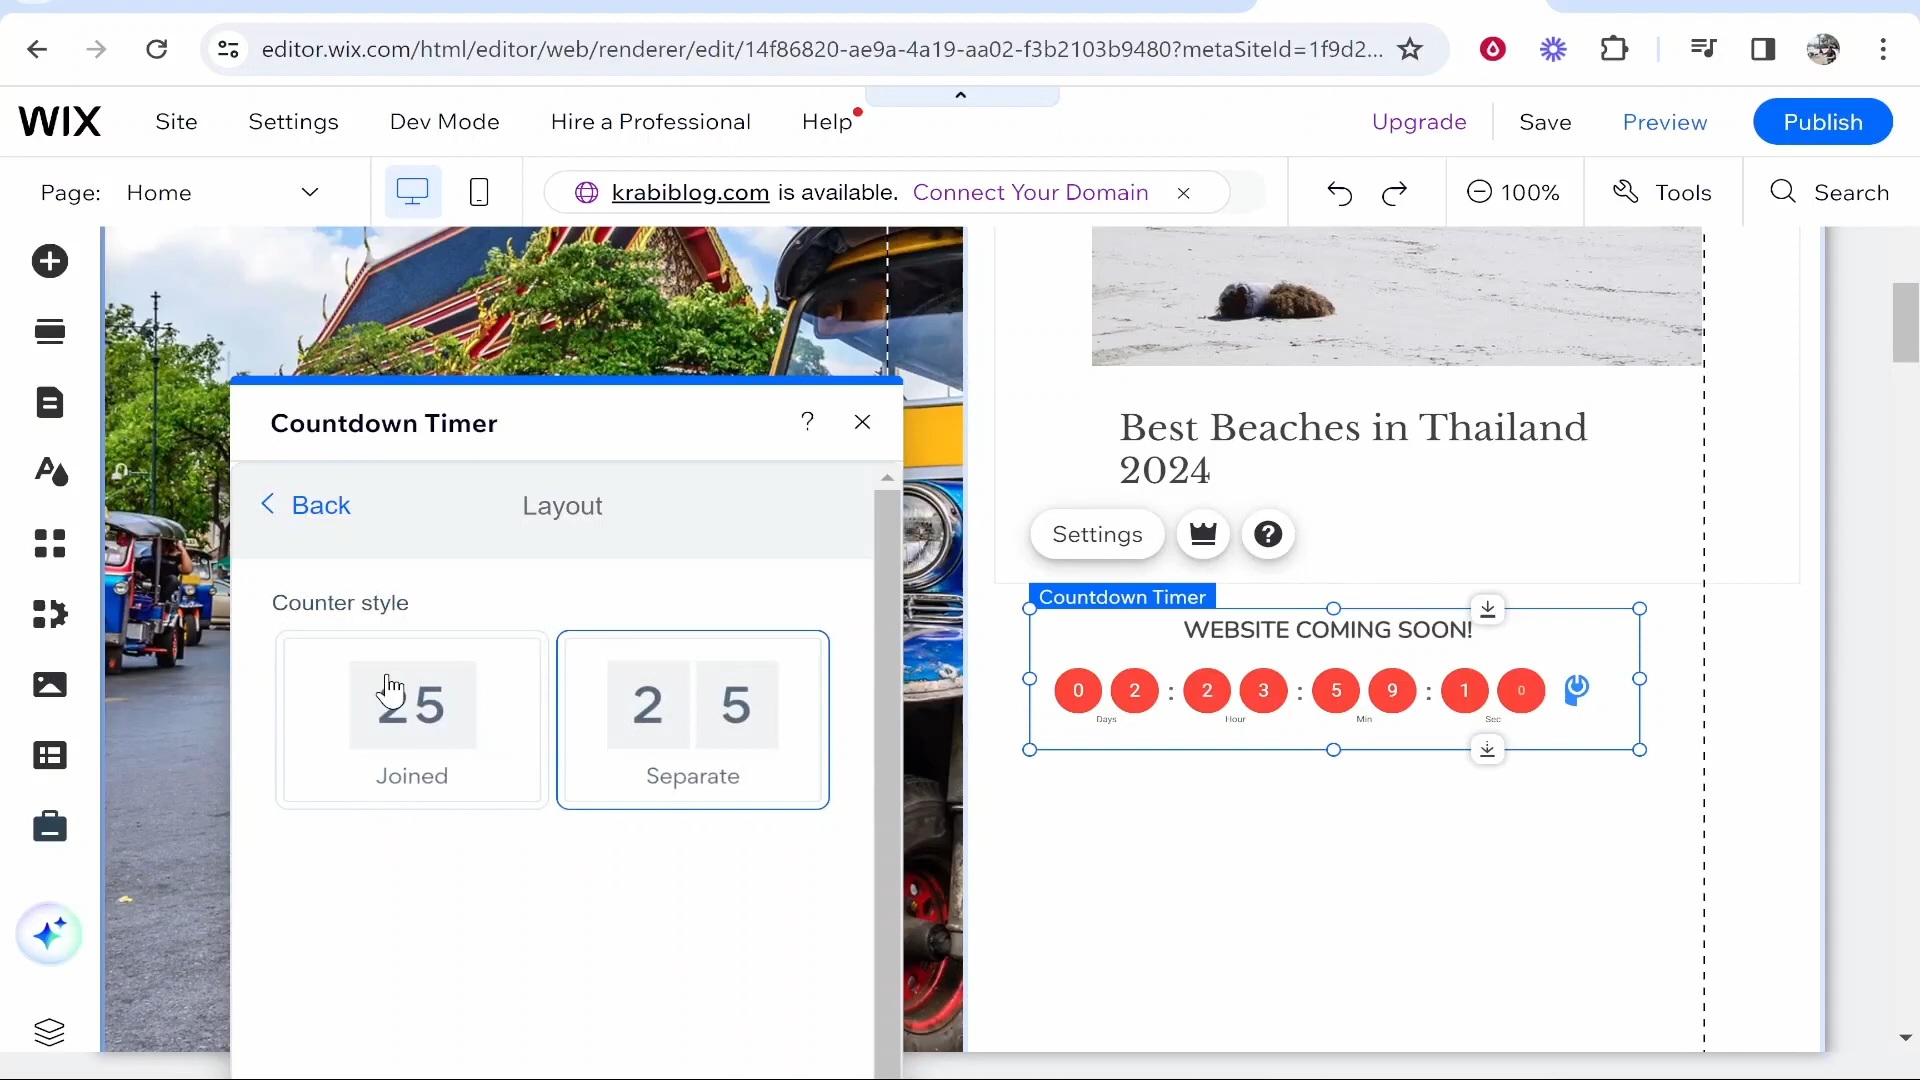 editor.wix.com/html/editor/web/renderer/edit/14f86820-ae9a-4a19-aa02-f3b2103b9480?metaSiteId=1f9d2...
WIX
Site
Settings
Dev Mode
Hire a Professional
Help
Upgrade
Save
Preview
Publish
Page: Home
krabiblog.com is available. Connect Your Domain
100%
Tools
Search
Countdown Timer
?
Back
Layout
Counter style
25
Joined
2 5
Separate
Best Beaches in Thailand
2024
Settings
?
Countdown Timer
WEBSITE COMING SOON!
0 2 : 2 3 : 5 9 : 1 0
Days Hour Min Sec